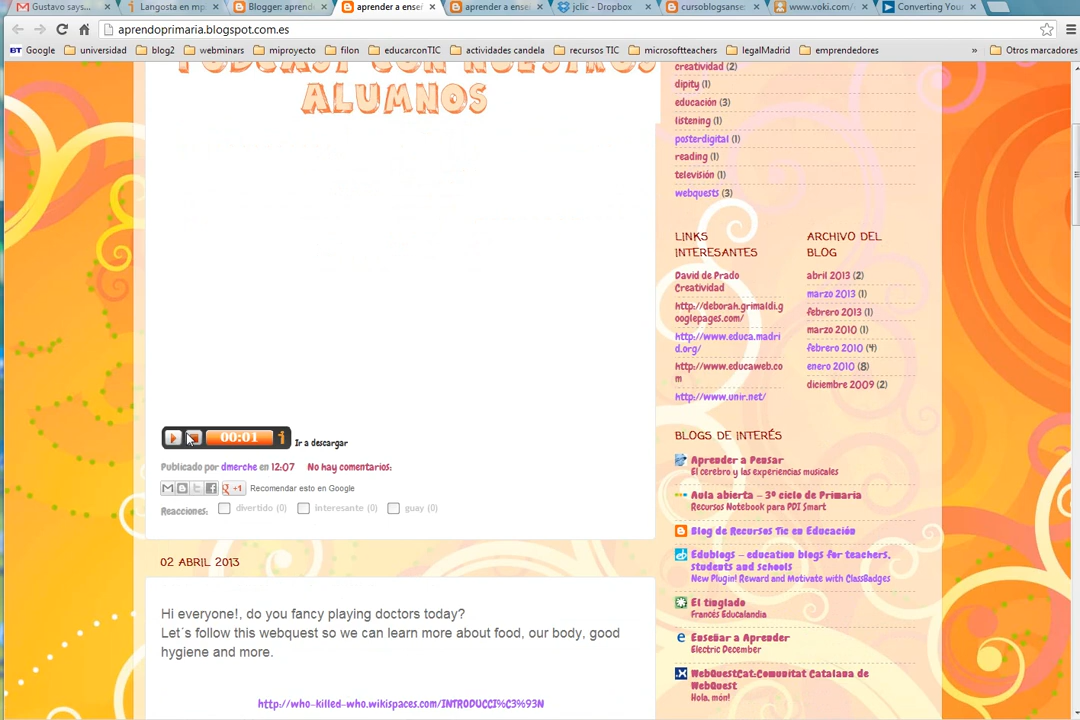 Gustavo says...
Langosta en mp
Blogger: aprend
aprender a ense
aprender a ense
jclic - Dropbox
cursoblogsanse
www.voki.com/
Converting Your
aprendoprimaria.blogspot.com.es
Google
universidad
blog2
webminars
miproyecto
filon
educarconTIC
actividades candela
recursos TIC
microsoftteachers
legalMadrid
emprendedores
»
Otros marcadores
PODCAST CON NUESTROS
ALUMNOS
creatividad (2)
dipity (1)
educación (3)
listening (1)
posterdigital (1)
reading (1)
televisión (1)
webquests (3)
LINKS
INTERESANTES
David de Prado
Creatividad
http://deborah.grimaldi.g
ooglepages.com/
http://www.educa.madri
d.org/
http://www.educaweb.co
m
http://www.unir.net/
ARCHIVO DEL
BLOG
abril 2013 (2)
marzo 2013 (1)
febrero 2013 (1)
marzo 2010 (1)
febrero 2010 (4)
enero 2010 (8)
diciembre 2009 (2)
00:01
Ir a descargar
Publicado por dmerche en 12:07 No hay comentarios:
+1 Recomendar esto en Google
Reacciones: divertido (0) interesante (0) guay (0)
BLOGS DE INTERÉS
Aprender a Pensar
El cerebro y las experiencias musicales
Aula abierta - 3º ciclo de Primaria
Recursos Notebook para PDI Smart
Blog de Recursos Tic en Educación
Edublogs – education blogs for teachers,
students and schools
New Plugin! Reward and Motivate with ClassBadges
El tinglado
Francés Educalandia
Enseñar a Aprender
Electric December
WebQuestCat:Comunitat Catalana de
WebQuest
Hola, món!
02 ABRIL 2013
Hi everyone!, do you fancy playing doctors today?
Let´s follow this webquest so we can learn more about food, our body, good
hygiene and more.
http://who-killed-who.wikispaces.com/INTRODUCCI%C3%93N